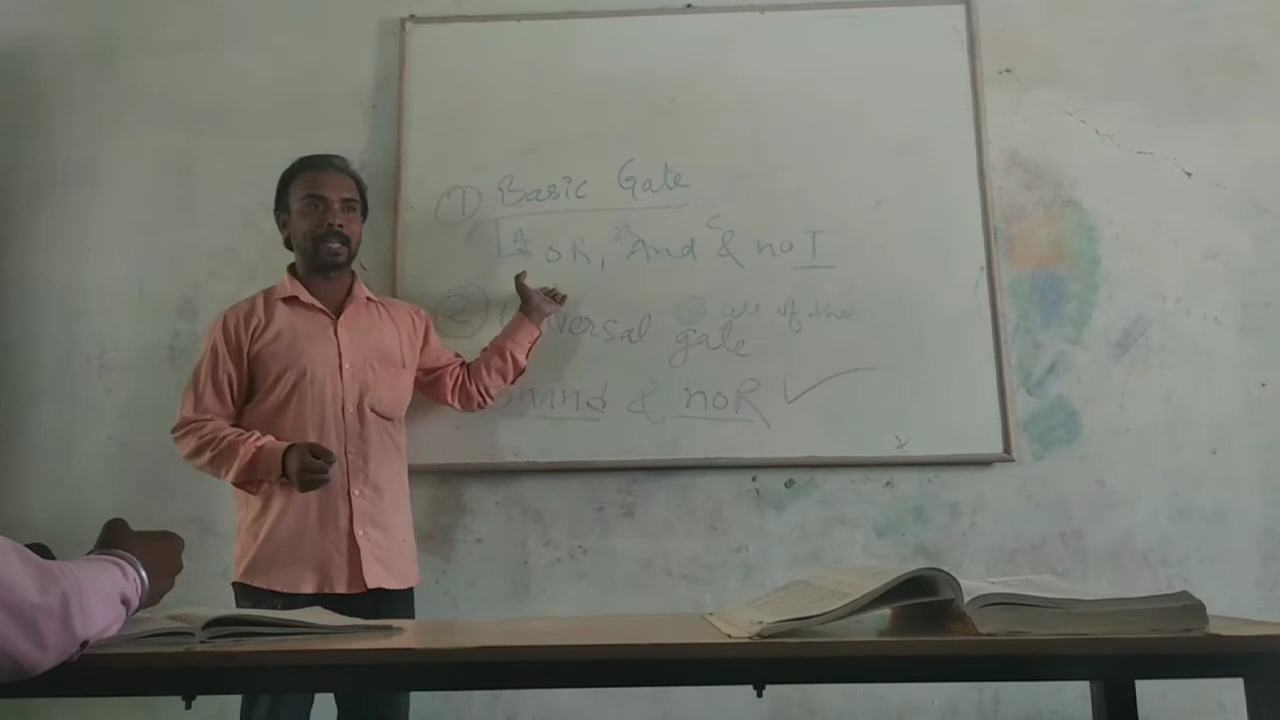 ① Basic Gate
OR, And & noT
② versal gate
all of the
nand & noR ✓